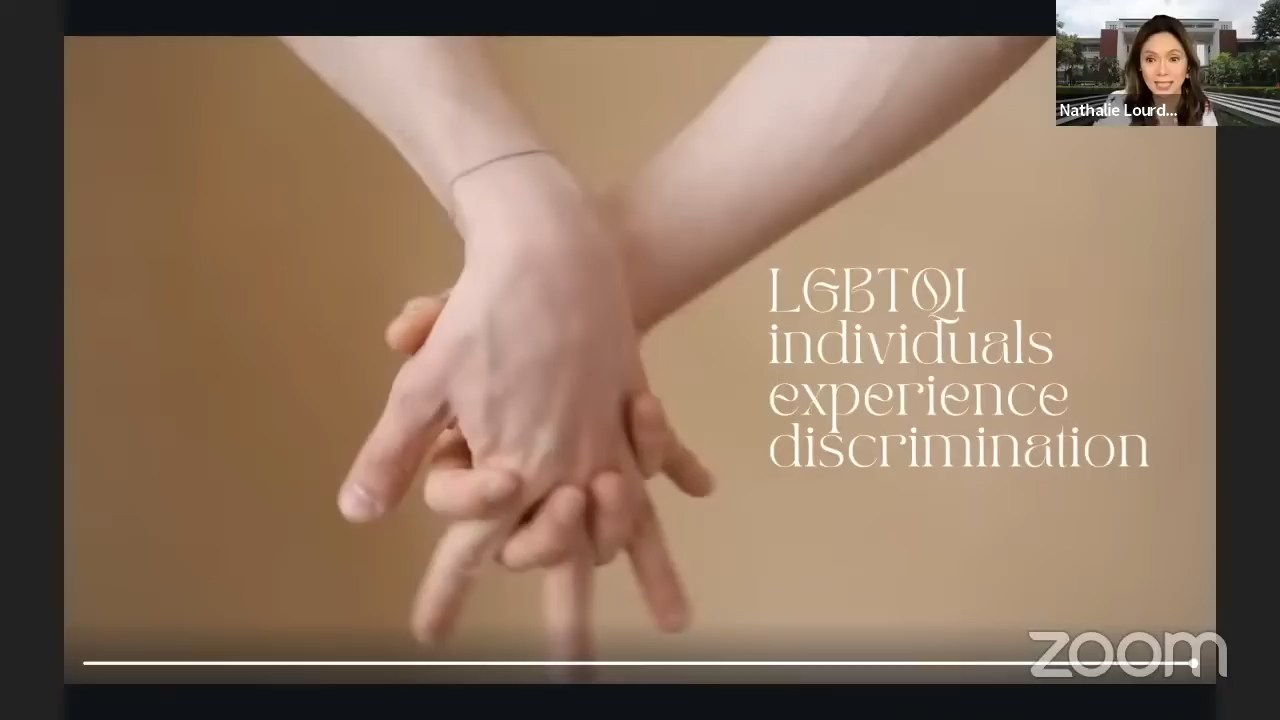 Nathalie Lourd...
LGBTQI
individuals
experience
discrimination
zoom